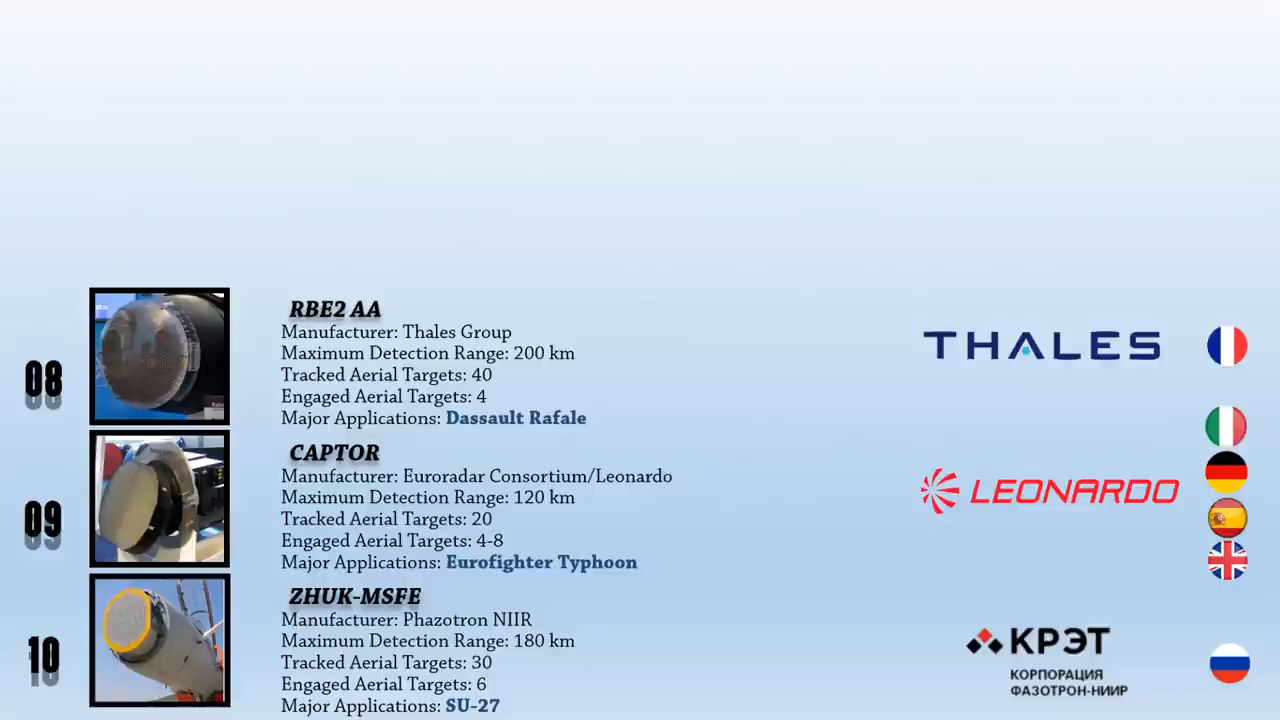 08
RBE2 AA
Manufacturer: Thales Group
Maximum Detection Range: 200 km
Tracked Aerial Targets: 40
Engaged Aerial Targets: 4
Major Applications: Dassault Rafale
THALES
09
CAPTOR
Manufacturer: Euroradar Consortium/Leonardo
Maximum Detection Range: 120 km
Tracked Aerial Targets: 20
Engaged Aerial Targets: 4-8
Major Applications: Eurofighter Typhoon
LEONARDO
10
ZHUK-MSFE
Manufacturer: Phazotron NIIR
Maximum Detection Range: 180 km
Tracked Aerial Targets: 30
Engaged Aerial Targets: 6
Major Applications: SU-27
КРЭТ
КОРПОРАЦИЯ
ФАЗОТРОН-НИИР